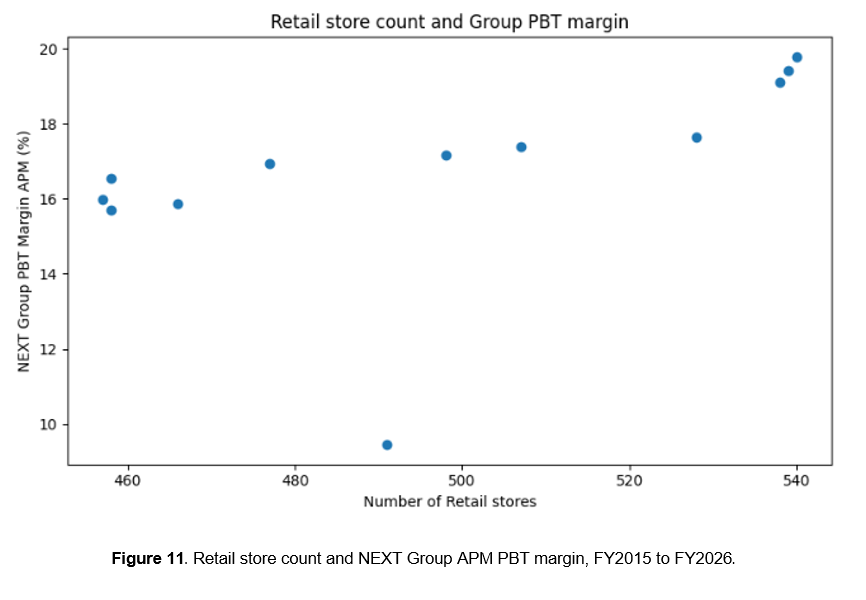 Retail store count and Group PBT margin
20
18
16
14
12
10
NEXT Group PBT Margin APM (%)
460
480
500
520
540
Number of Retail stores
Figure 11. Retail store count and NEXT Group APM PBT margin, FY2015 to FY2026.